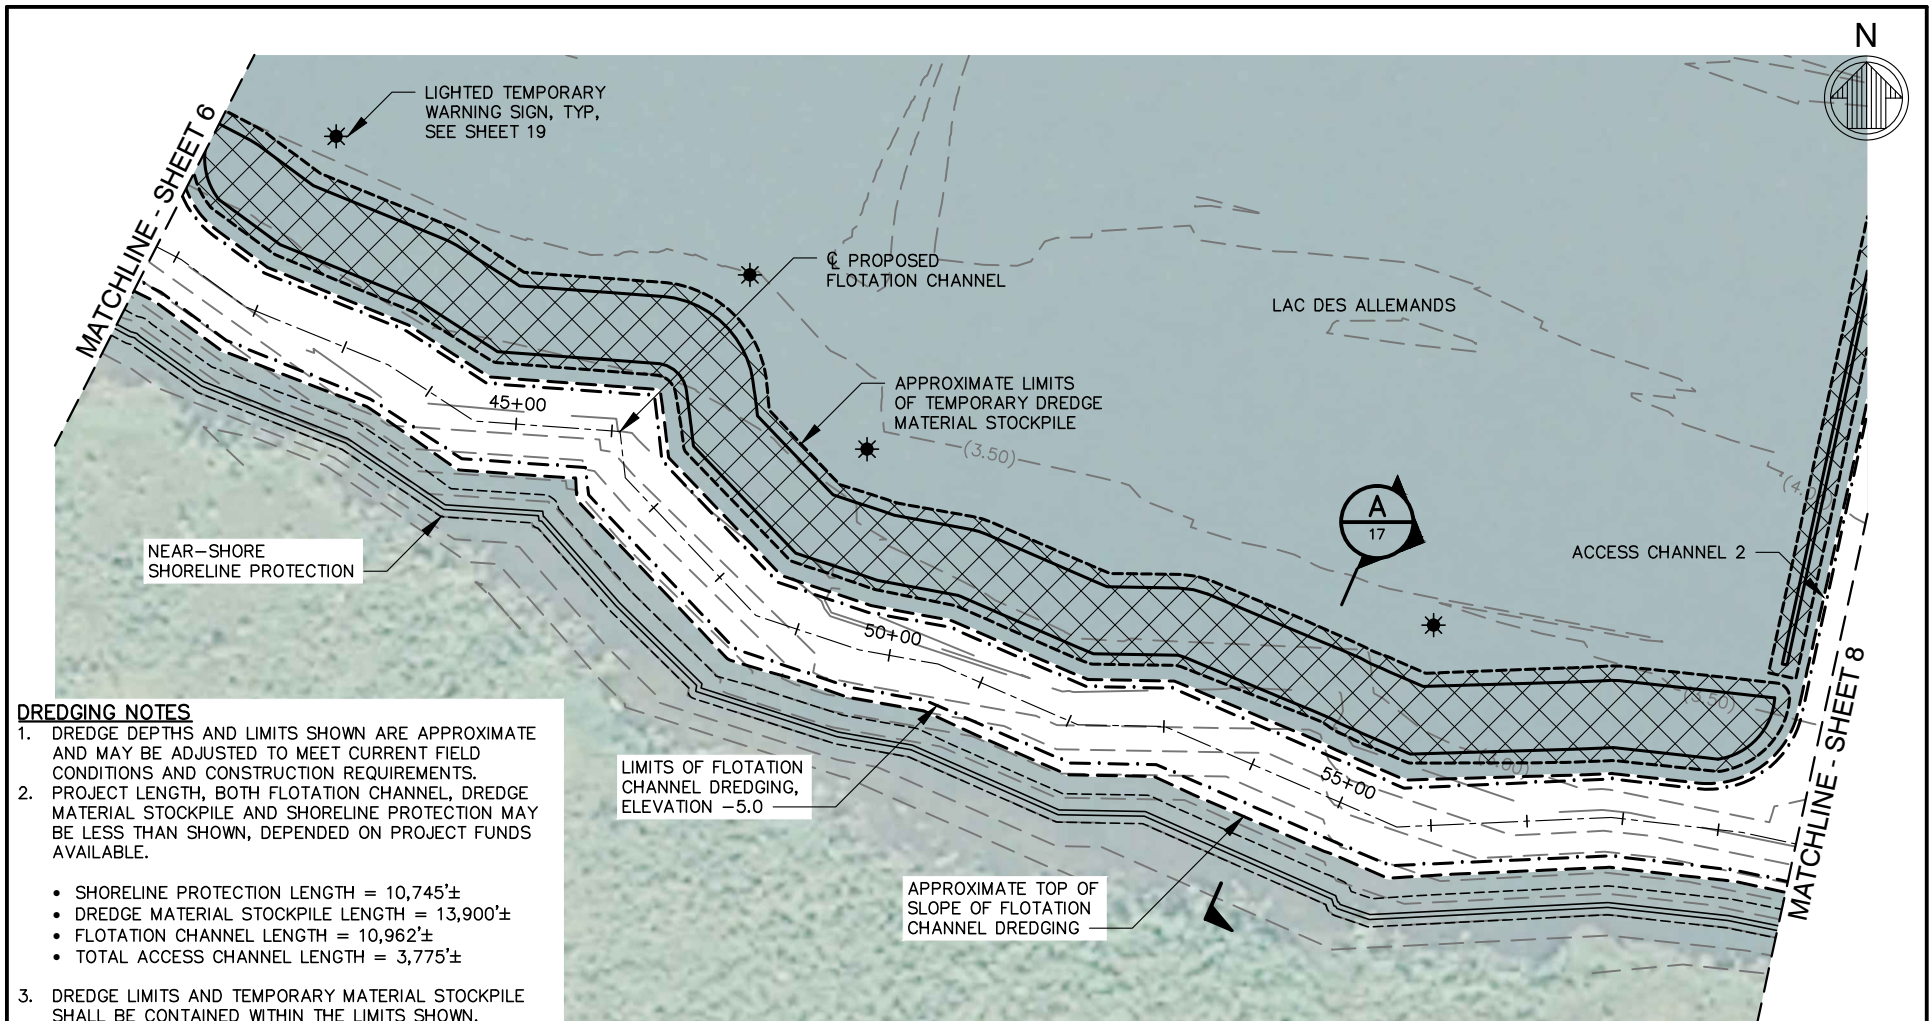 N
LIGHTED TEMPORARY
WARNING SIGN, TYP,
SEE SHEET 19
MATCHLINE - SHEET 6
℄ PROPOSED
FLOTATION CHANNEL
LAC DES ALLEMANDS
APPROXIMATE LIMITS
OF TEMPORARY DREDGE
MATERIAL STOCKPILE
45+00
(3.50)
A
17
ACCESS CHANNEL 2
NEAR-SHORE
SHORELINE PROTECTION
50+00
MATCHLINE - SHEET 8
(3.50)
55+00
LIMITS OF FLOTATION
CHANNEL DREDGING,
ELEVATION -5.0
APPROXIMATE TOP OF
SLOPE OF FLOTATION
CHANNEL DREDGING
DREDGING NOTES
1. DREDGE DEPTHS AND LIMITS SHOWN ARE APPROXIMATE
AND MAY BE ADJUSTED TO MEET CURRENT FIELD
CONDITIONS AND CONSTRUCTION REQUIREMENTS.
2. PROJECT LENGTH, BOTH FLOTATION CHANNEL, DREDGE
MATERIAL STOCKPILE AND SHORELINE PROTECTION MAY
BE LESS THAN SHOWN, DEPENDED ON PROJECT FUNDS
AVAILABLE.
• SHORELINE PROTECTION LENGTH = 10,745'±
• DREDGE MATERIAL STOCKPILE LENGTH = 13,900'±
• FLOTATION CHANNEL LENGTH = 10,962'±
• TOTAL ACCESS CHANNEL LENGTH = 3,775'±
3. DREDGE LIMITS AND TEMPORARY MATERIAL STOCKPILE
SHALL BE CONTAINED WITHIN THE LIMITS SHOWN.